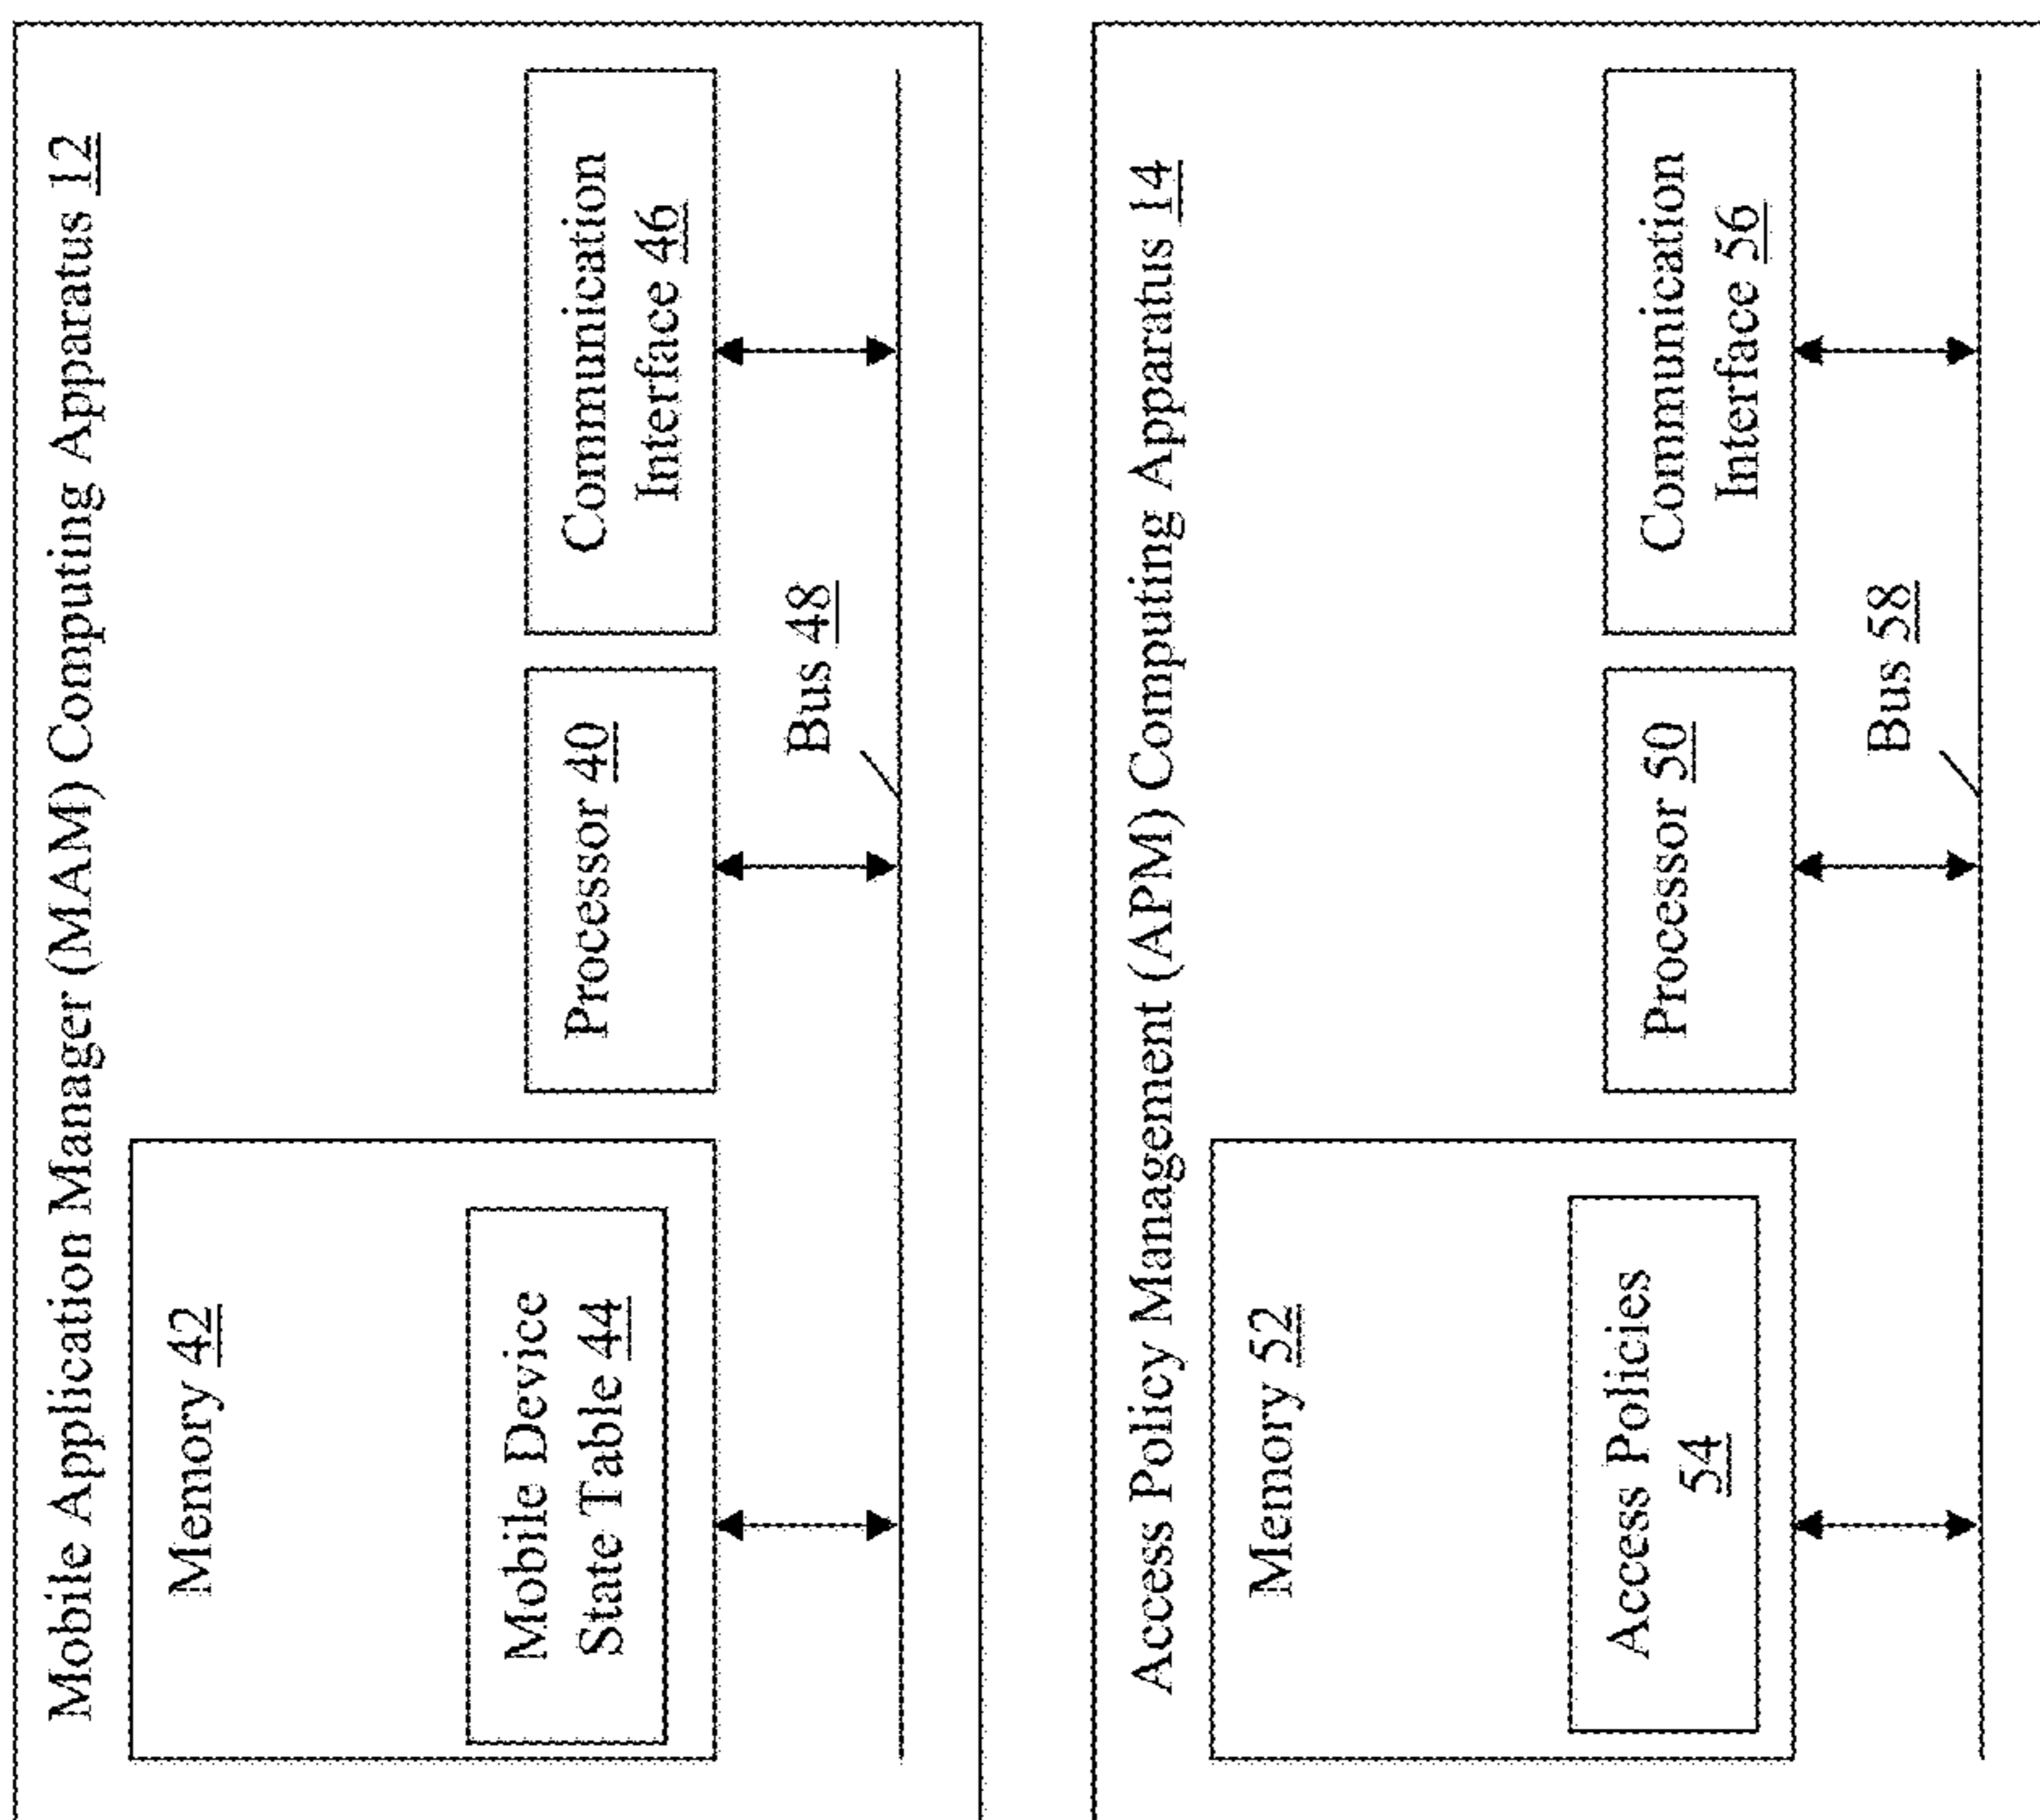 Mobile Application Manager (MAM) Computing Apparatus 12
Memory 42
Mobile Device
State Table 44
Processor 40
Communication
Interface 46
Bus 48
Access Policy Management (APM) Computing Apparatus 14
Memory 52
Access Policies
54
Processor 50
Communication
Interface 56
Bus 58